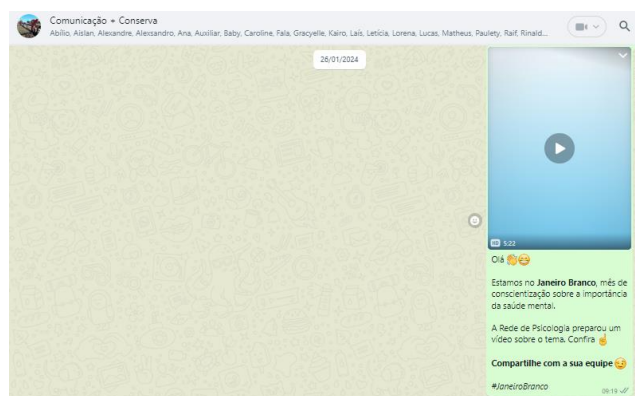 Comunicação + Conserva
Abílio, Aislan, Alexandre, Alexsandro, Ana, Auxiliar, Baby, Caroline, Fala, Gracyelle, Kairo, Laís, Letícia, Lorena, Lucas, Matheus, Paulety, Raif, Rinald...
26/01/2024
HD 5:22
Olá 👋😊
Estamos no Janeiro Branco, mês de
conscientização sobre a importância
da saúde mental.
A Rede de Psicologia preparou um
vídeo sobre o tema. Confira ☝
Compartilhe com a sua equipe 😉
#JaneiroBranco
09:19